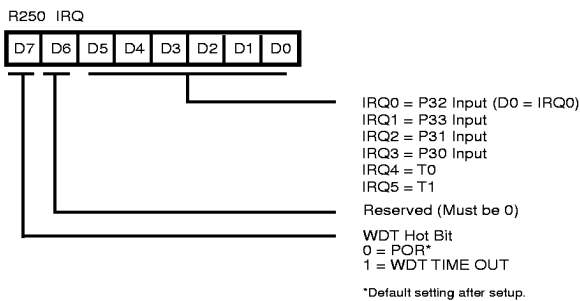 R250 IRQ
D7 D6 D5 D4 D3 D2 D1 D0
IRQ0 = P32 Input (D0 = IRQ0)
IRQ1 = P33 Input
IRQ2 = P31 Input
IRQ3 = P30 Input
IRQ4 = T0
IRQ5 = T1
Reserved (Must be 0)
WDT Hot Bit
0 = POR*
1 = WDT TIME OUT
*Default setting after setup.